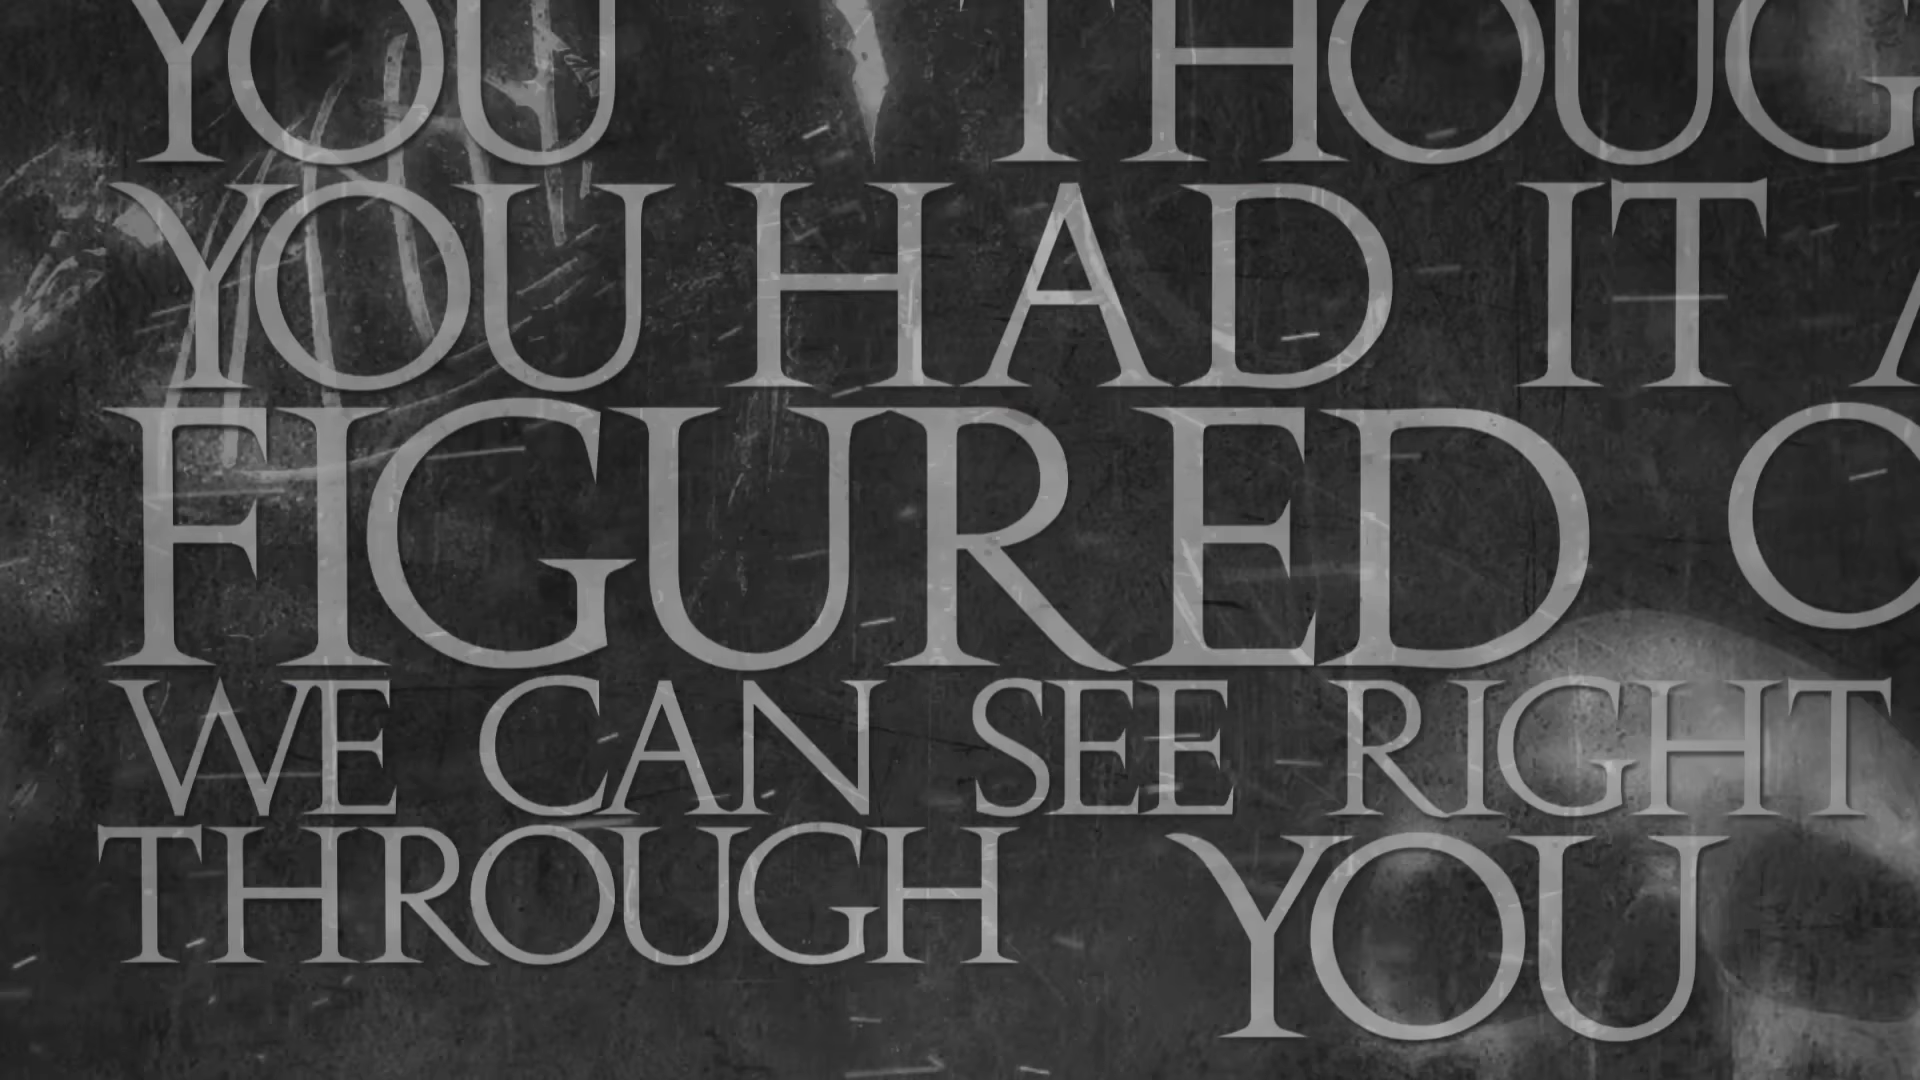 YOU THOUG
YOU HAD IT A
FIGURED O
WE CAN SEE RIGHT
THROUGH YOU